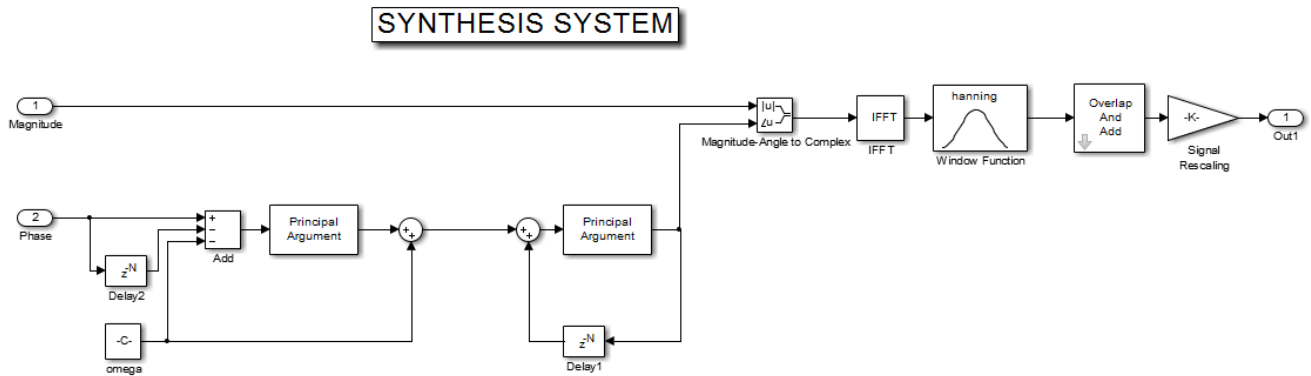 SYNTHESIS SYSTEM
1
Magnitude
|u|
∠u
Magnitude-Angle to Complex
IFFT
IFFT
hanning
Window Function
Overlap
And
Add
-K-
Signal
Rescaling
1
Out1
2
Phase
+
−
−
Add
Principal
Argument
+
+
+
+
Principal
Argument
z-N
Delay2
-C-
omega
z-N
Delay1